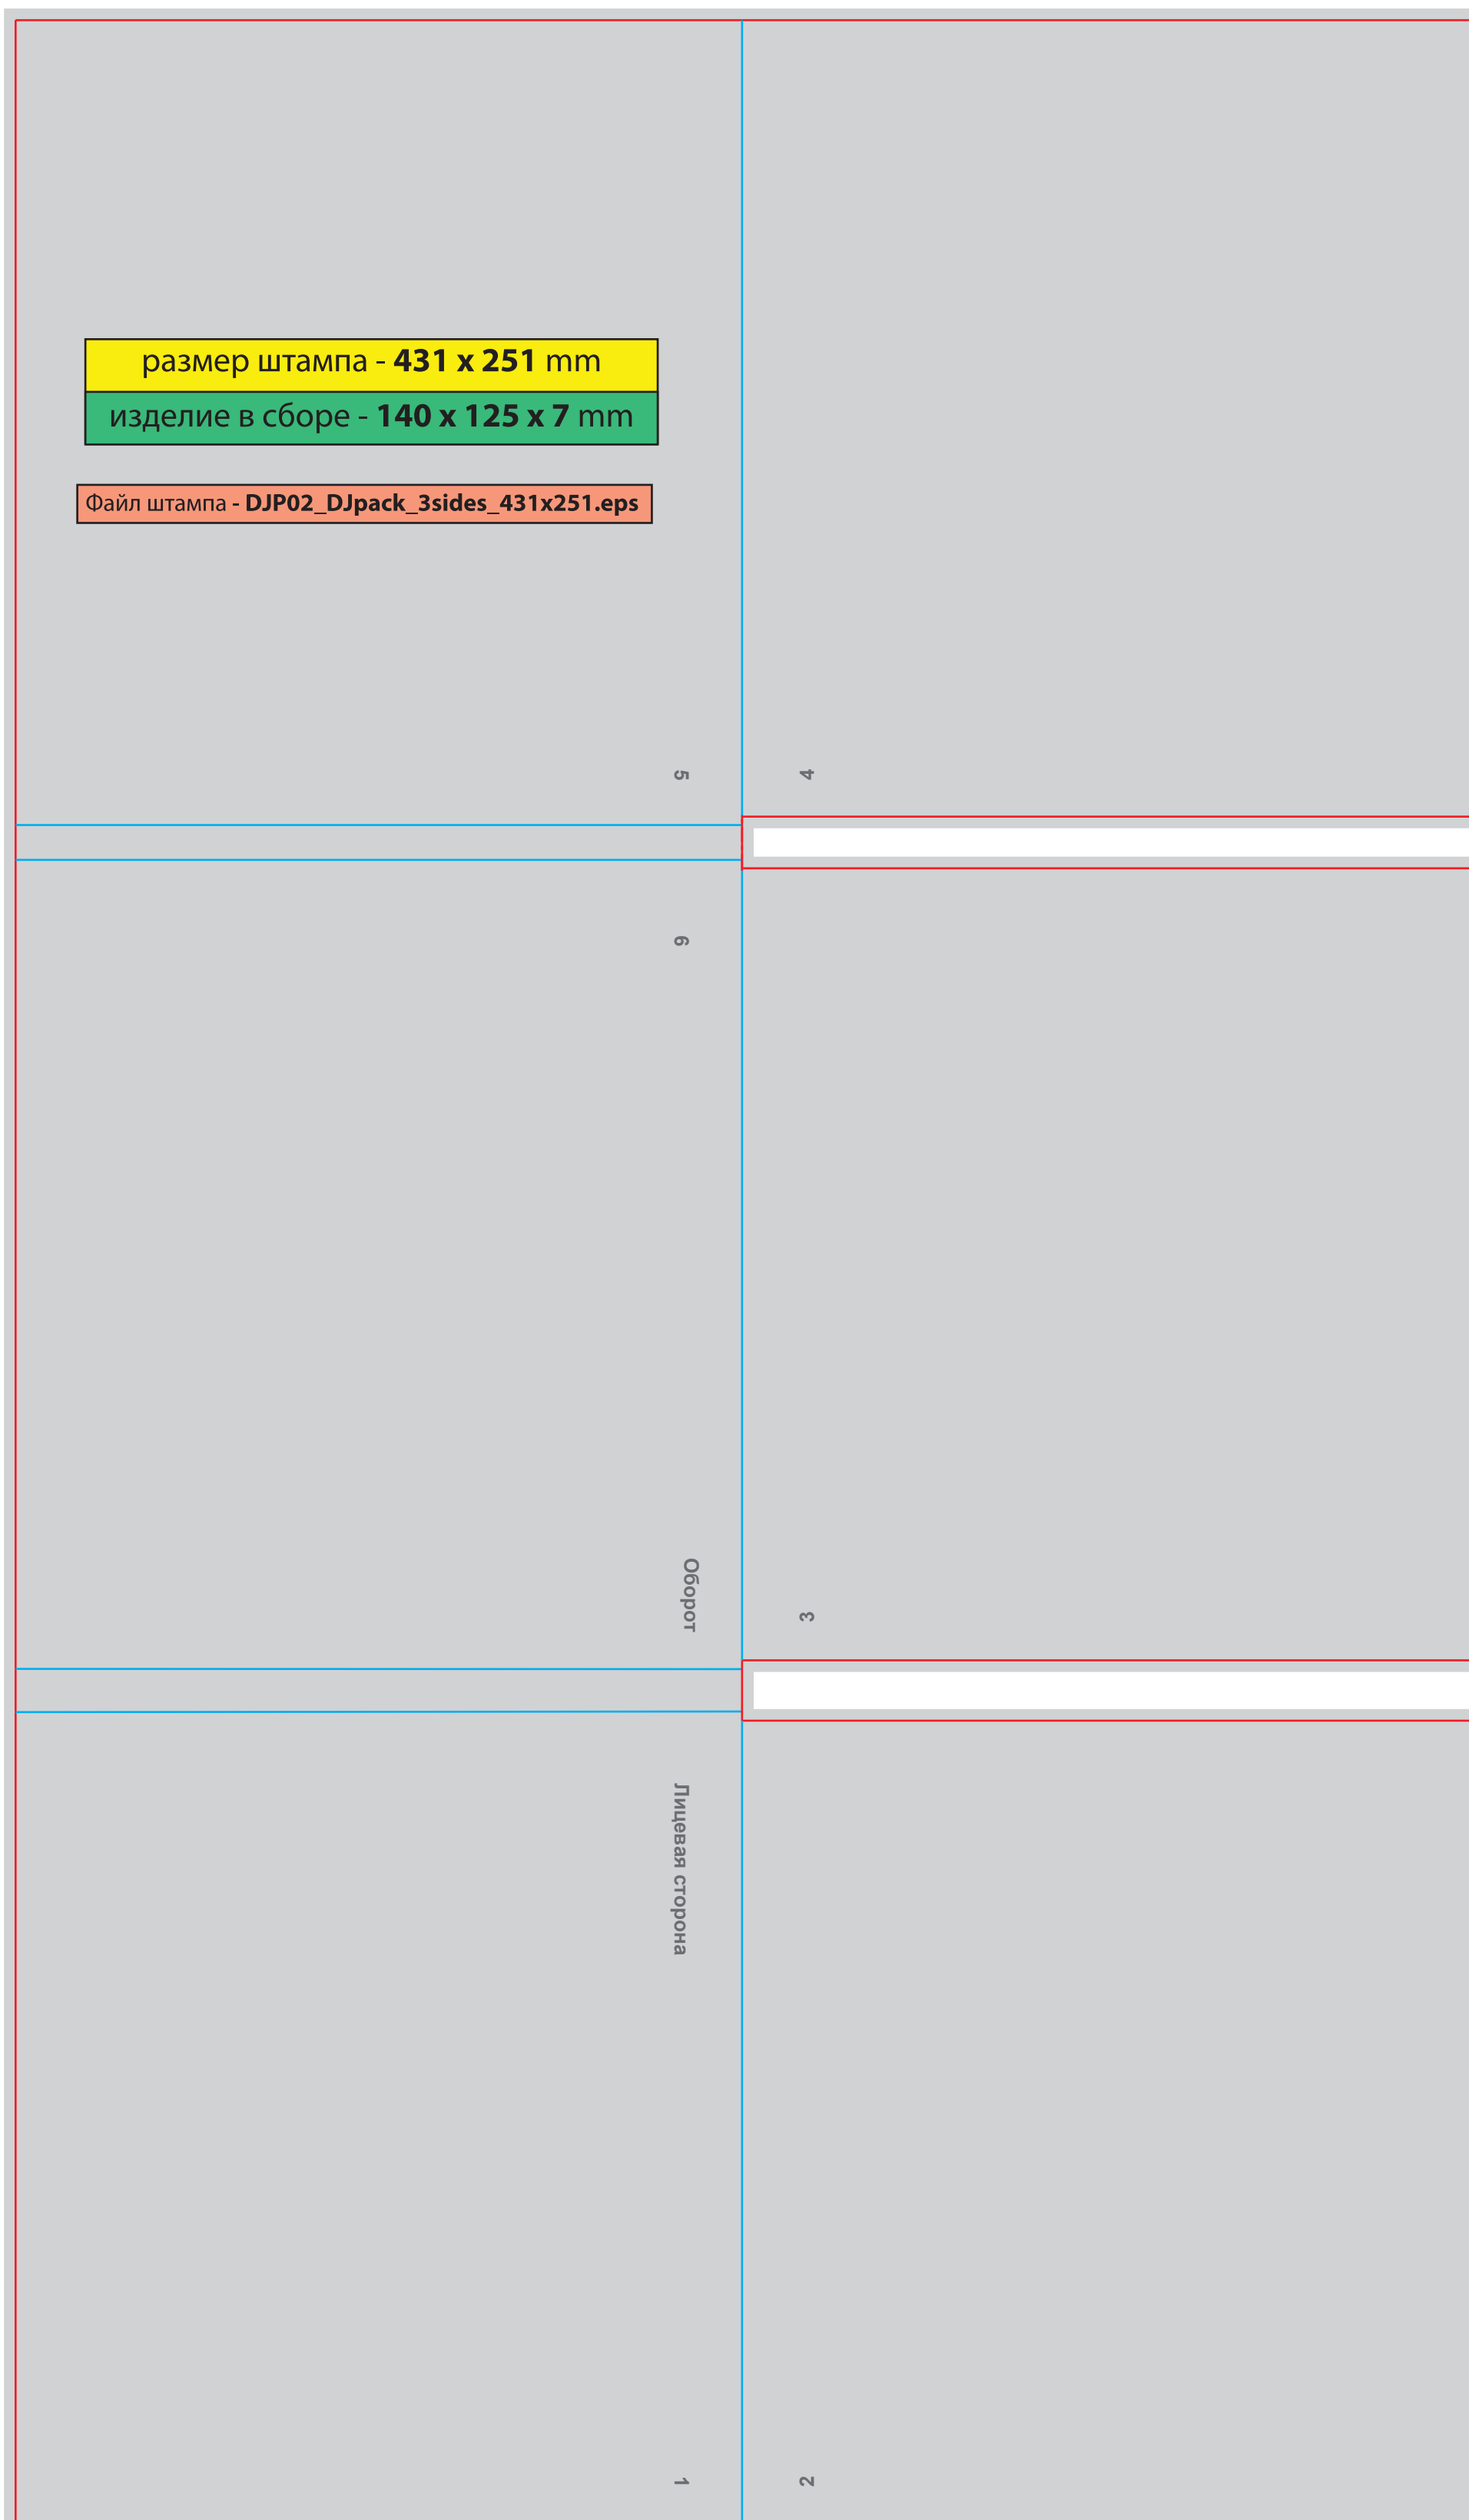 размер штампа - 431 x 251 mm
изделие в сборе - 140 x 125 x 7 mm
Файл штампа - DJP02_DJpack_3sides_431x251.eps
5
4
6
Оборот
3
Лицевая сторона
1
2